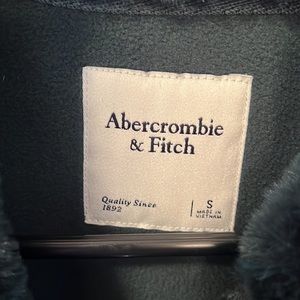 Abercrombie
& Fitch
Quality Since
1892
S
MADE IN
VIETNAM